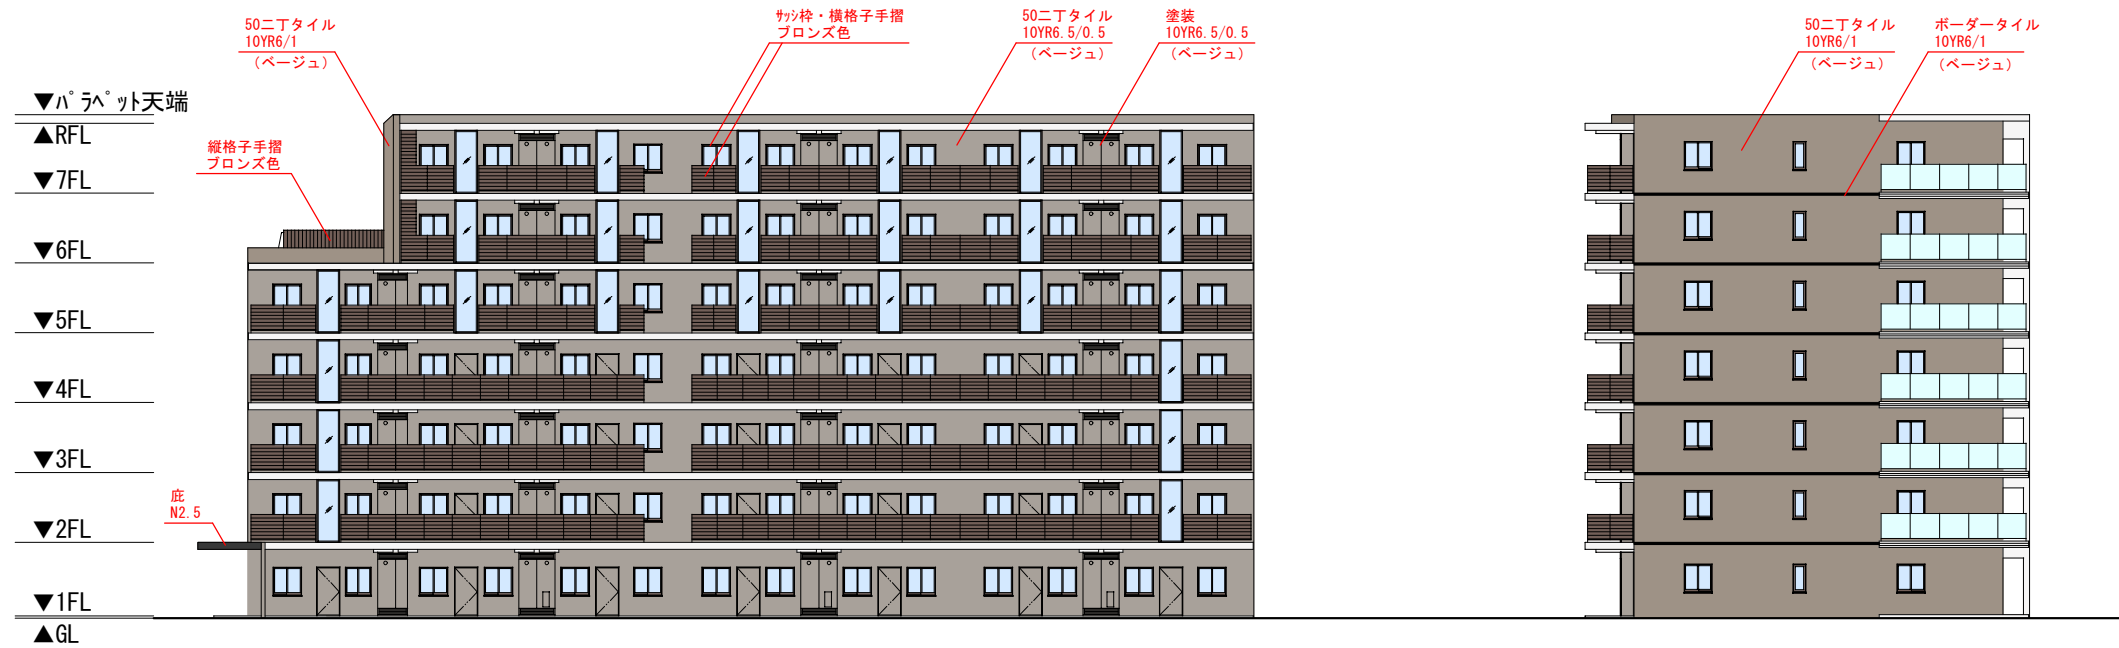 50二丁タイル
10YR6/1
(ベージュ)
ｻｯｼ枠・横格子手摺
ブロンズ色
50二丁タイル
10YR6.5/0.5
(ベージュ)
塗装
10YR6.5/0.5
(ベージュ)
50二丁タイル
10YR6/1
(ベージュ)
ボーダータイル
10YR6/1
(ベージュ)
▼ﾊﾟﾗﾍﾟｯﾄ天端
▲RFL
縦格子手摺
ブロンズ色
▼7FL
▼6FL
▼5FL
▼4FL
▼3FL
庇
N2.5
▼2FL
▼1FL
▲GL